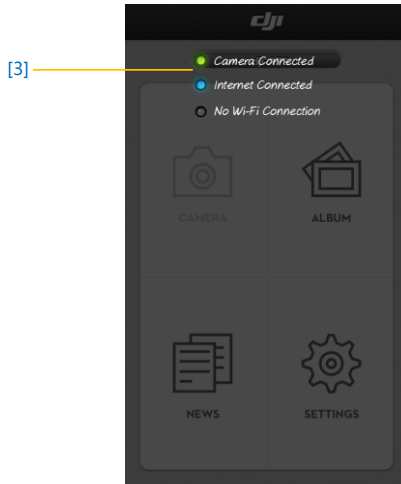 dji
[3]
Camera Connected
Internet Connected
No Wi-Fi Connection
CAMERA
ALBUM
NEWS
SETTINGS